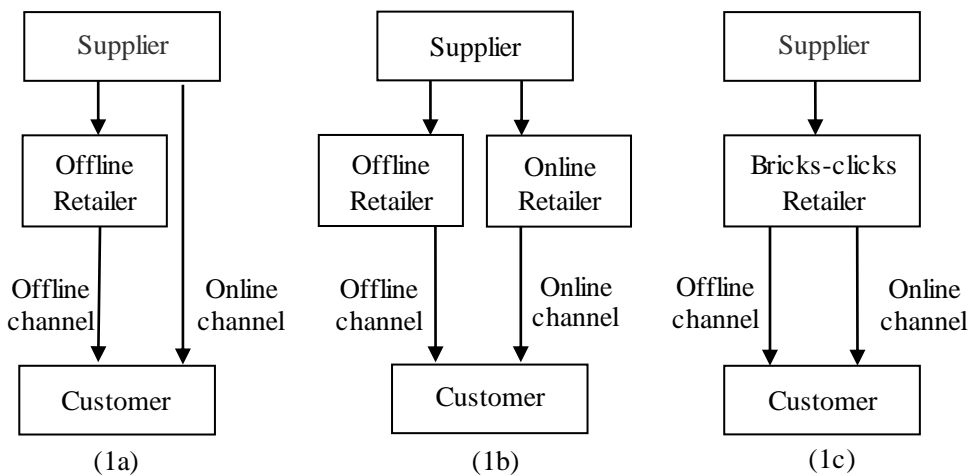 Supplier
Offline
Retailer
Offline
channel
Online
channel
Customer
(1a)
Supplier
Offline
Retailer
Online
Retailer
Offline
channel
Online
channel
Customer
(1b)
Supplier
Bricks-clicks
Retailer
Offline
channel
Online
channel
Customer
(1c)